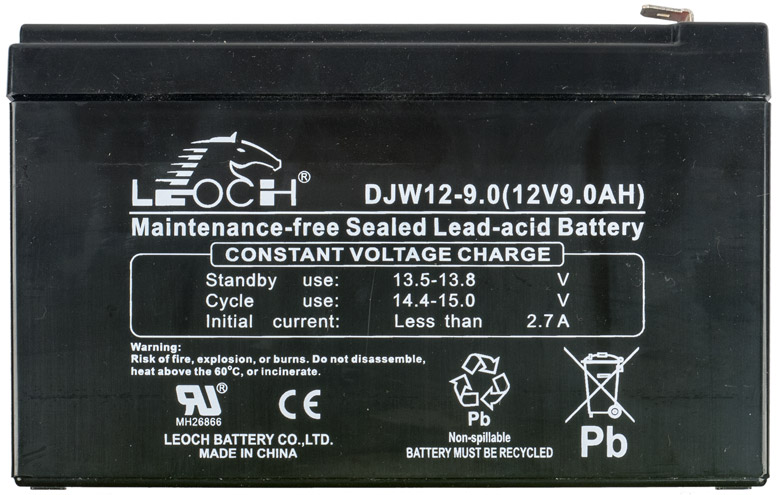 LEOCH®
DJW12-9.0(12V9.0AH)
Maintenance-free Sealed Lead-acid Battery
CONSTANT VOLTAGE CHARGE
Standby use: 13.5-13.8 V
Cycle use: 14.4-15.0 V
Initial current: Less than 2.7A
Warning:
Risk of fire, explosion, or burns. Do not disassemble,
heat above the 60°C, or incinerate.
RU®
MH26866
CE
LEOCH BATTERY CO.,LTD.
MADE IN CHINA
Pb
Non-spillable
BATTERY MUST BE RECYCLED
Pb